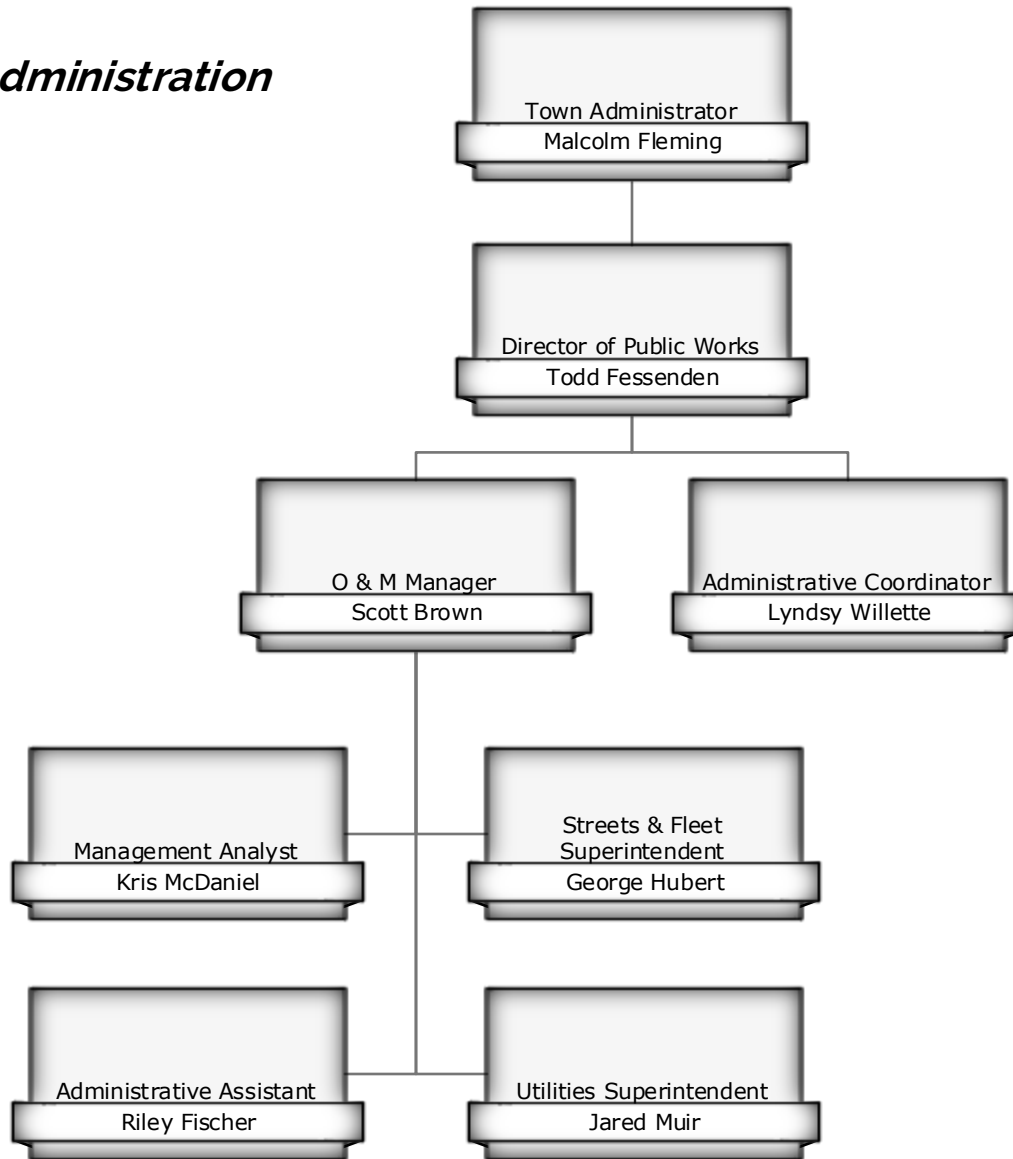 dministration
Town Administrator
Malcolm Fleming
Director of Public Works
Todd Fessenden
O & M Manager
Scott Brown
Administrative Coordinator
Lyndsy Willette
Management Analyst
Kris McDaniel
Streets & Fleet
Superintendent
George Hubert
Administrative Assistant
Riley Fischer
Utilities Superintendent
Jared Muir